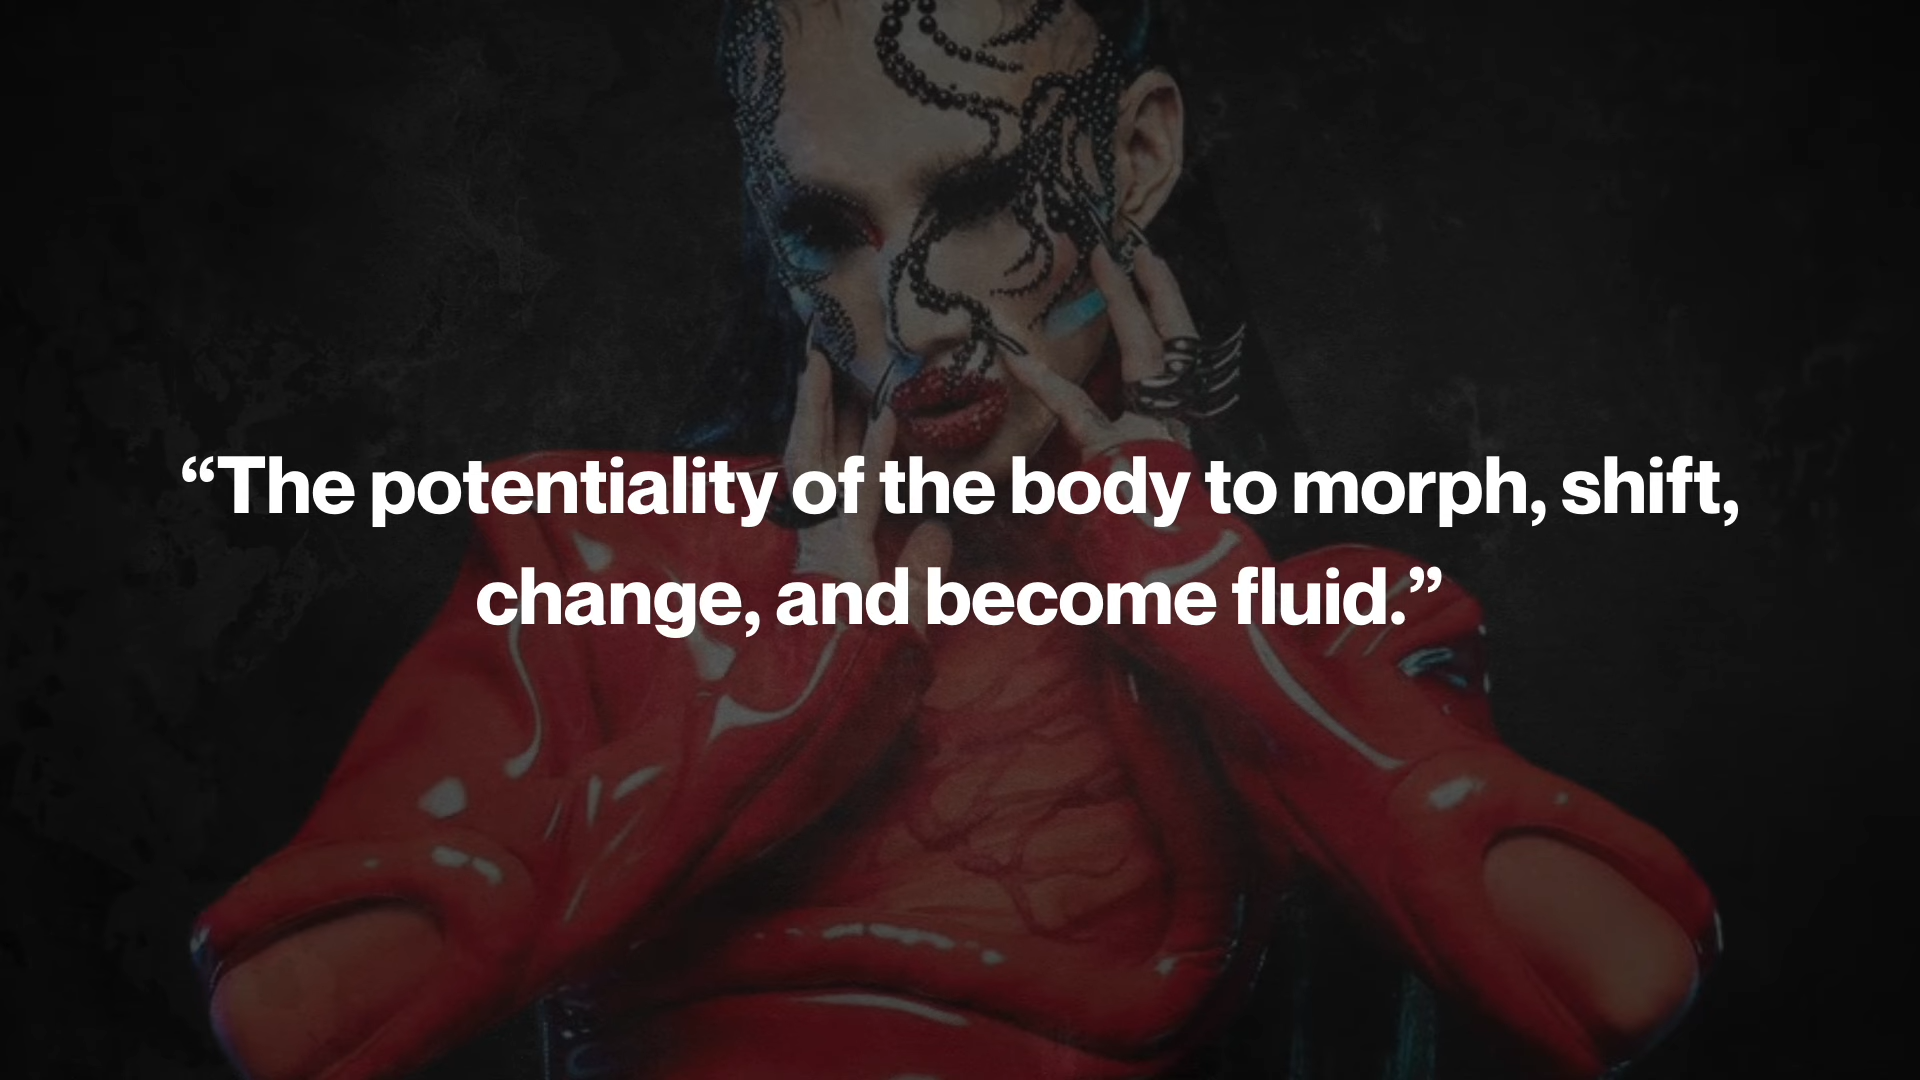 “The potentiality of the body to morph, shift,
change, and become fluid.”